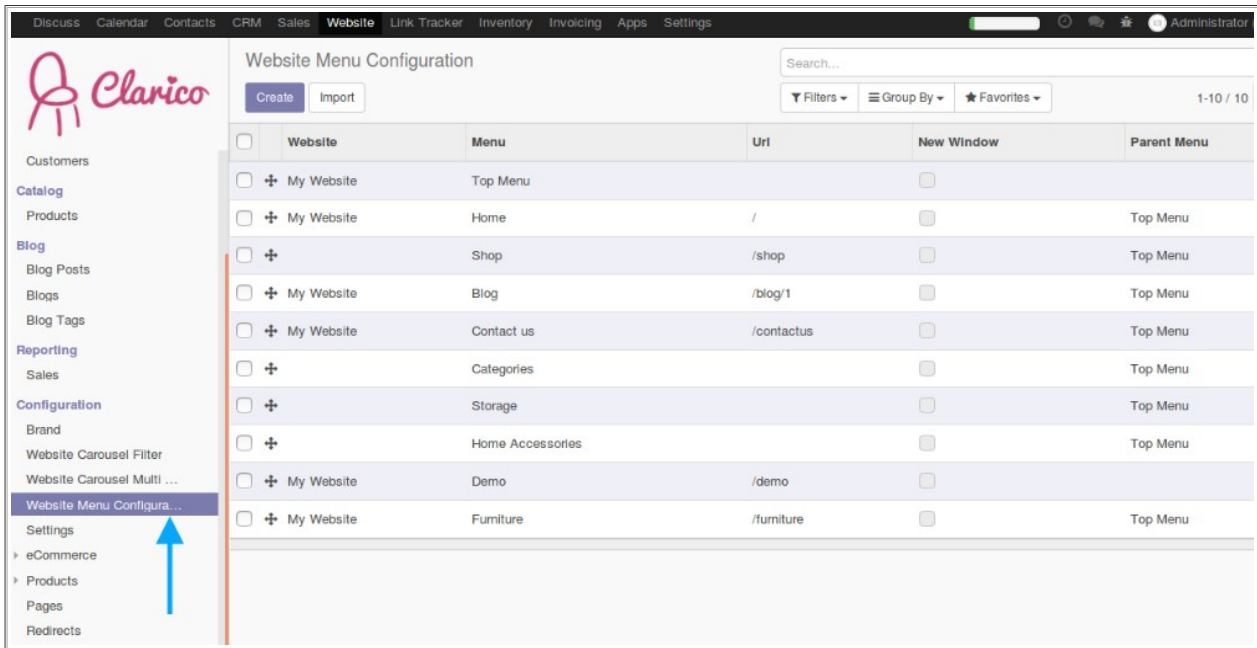 Discuss Calendar Contacts CRM Sales Website Link Tracker Inventory Invoicing Apps Settings Administrator
Clarico
Website Menu Configuration
Search...
Create Import
Filters Group By Favorites 1-10 / 10
Website Menu Url New Window Parent Menu
My Website Top Menu
My Website Home / Top Menu
Shop /shop Top Menu
My Website Blog /blog/1 Top Menu
My Website Contact us /contactus Top Menu
Categories Top Menu
Storage Top Menu
Home Accessories Top Menu
My Website Demo /demo
My Website Furniture /furniture Top Menu
Customers
Catalog
Products
Blog
Blog Posts
Blogs
Blog Tags
Reporting
Sales
Configuration
Brand
Website Carousel Filter
Website Carousel Multi ...
Website Menu Configura...
Settings
eCommerce
Products
Pages
Redirects